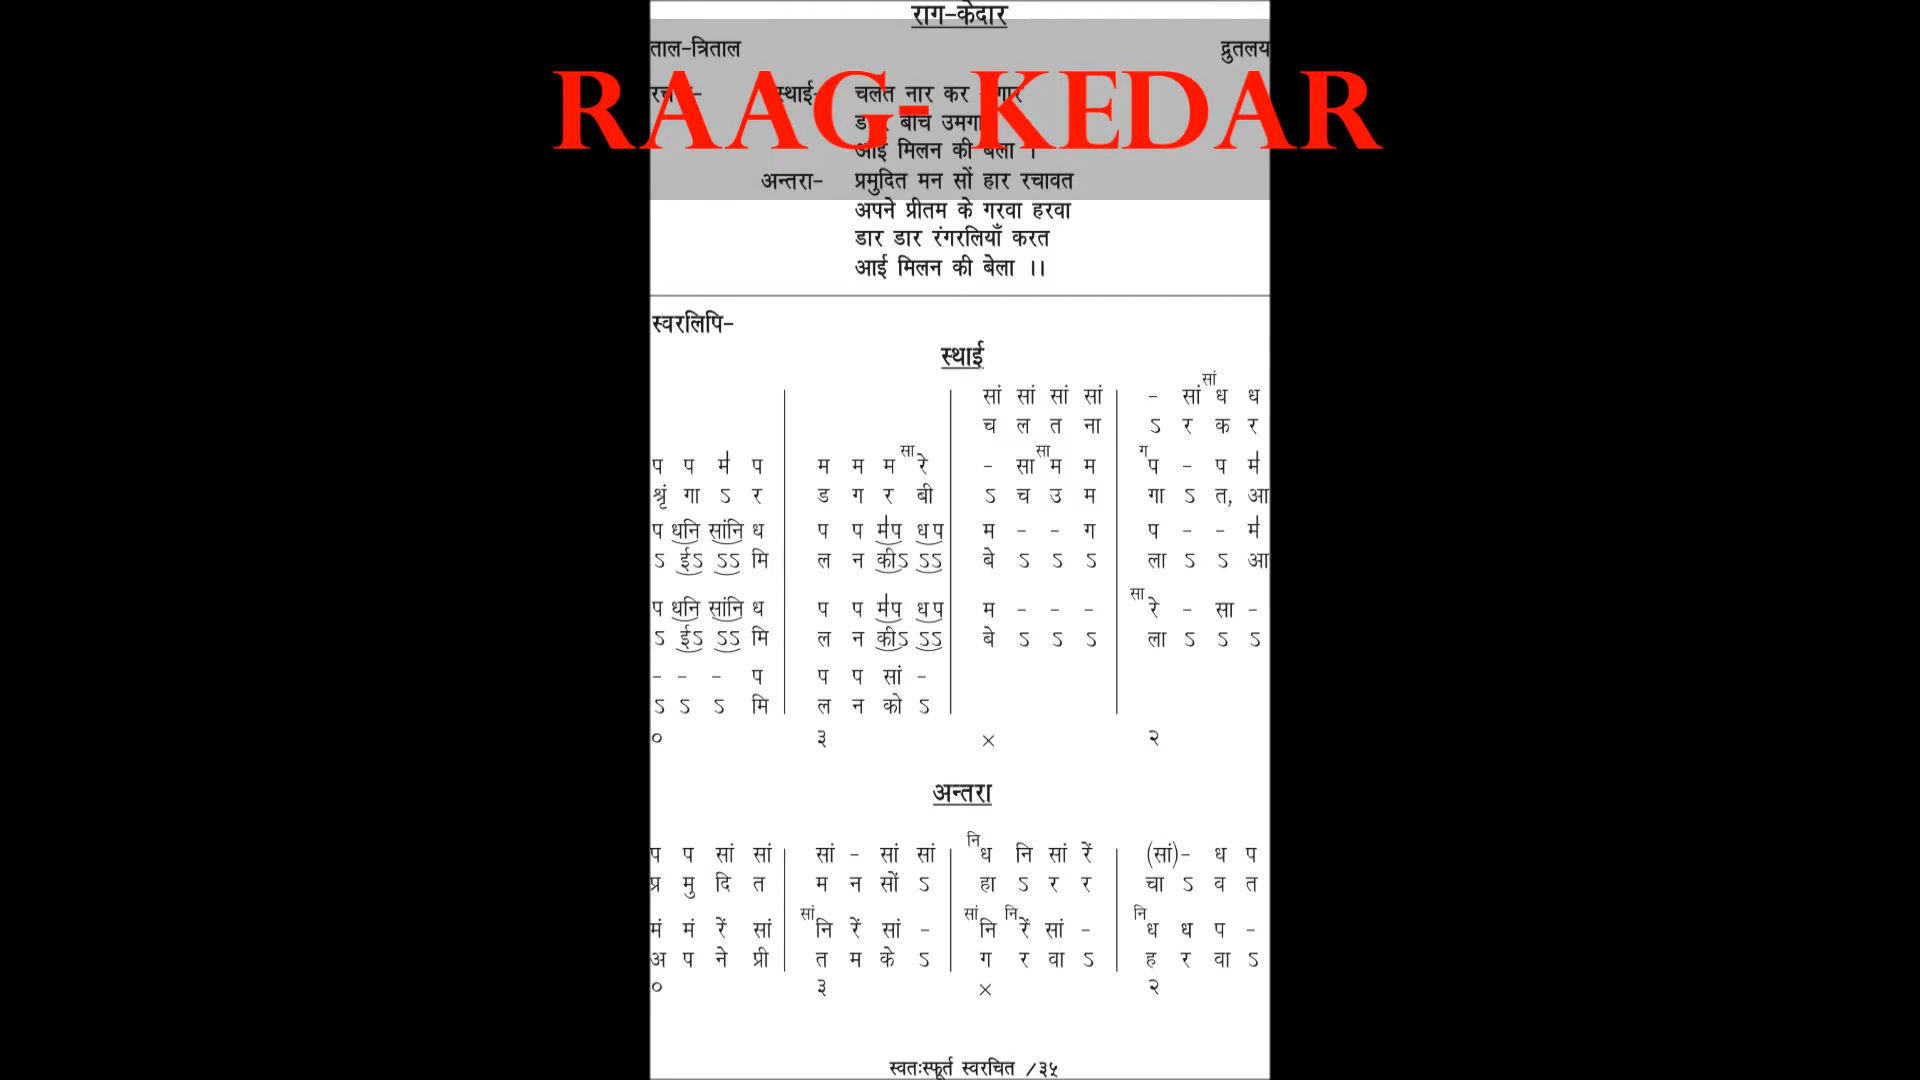 राग-केदार
ताल-त्रिताल द्रुतलय
RAAG- KEDAR
स्थाई- चलत नार कर
बीच उमगा
आई मिलन की बेला ।
अन्तरा- प्रमुदित मन सों हार रचावत
अपने प्रीतम के गरवा हरवा
डार डार रंगरलियाँ करत
आई मिलन की बेला ।।
स्वरलिपि-
स्थाई
सां
सां सां सां सां - सां ध ध
च ल त ना ऽ र क र
सा सा ग
प प म॑ प म म म रे - सा म म प - प म॑
श्रृं गा ऽ र ड ग र बी ऽ च उ म गा ऽ त, आ
प धनि सांनि ध प प म॑प धप म - - ग प - - म॑
ऽ ईऽ ऽऽ मि ल न कीऽ ऽऽ बे ऽ ऽ ऽ ला ऽ ऽ आ
सा
प धनि सांनि ध प प म॑प धप म - - - रे - सा -
ऽ ईऽ ऽऽ मि ल न कीऽ ऽऽ बे ऽ ऽ ऽ ला ऽ ऽ ऽ
- - - प प प सां -
ऽ ऽ ऽ मि ल न को ऽ
० ३ × २
अन्तरा
नि
प प सां सां सां - सां सां ध नि सां रें (सां)- ध प
प्र मु दि त म न सों ऽ हा ऽ र र चा ऽ व त
सां सां नि नि
मं मं रें सां नि रें सां - नि रें सां - ध ध प -
अ प ने प्री त म के ऽ ग र वा ऽ ह र वा ऽ
० ३ × २
स्वतःस्फूर्त स्वरचित /३५